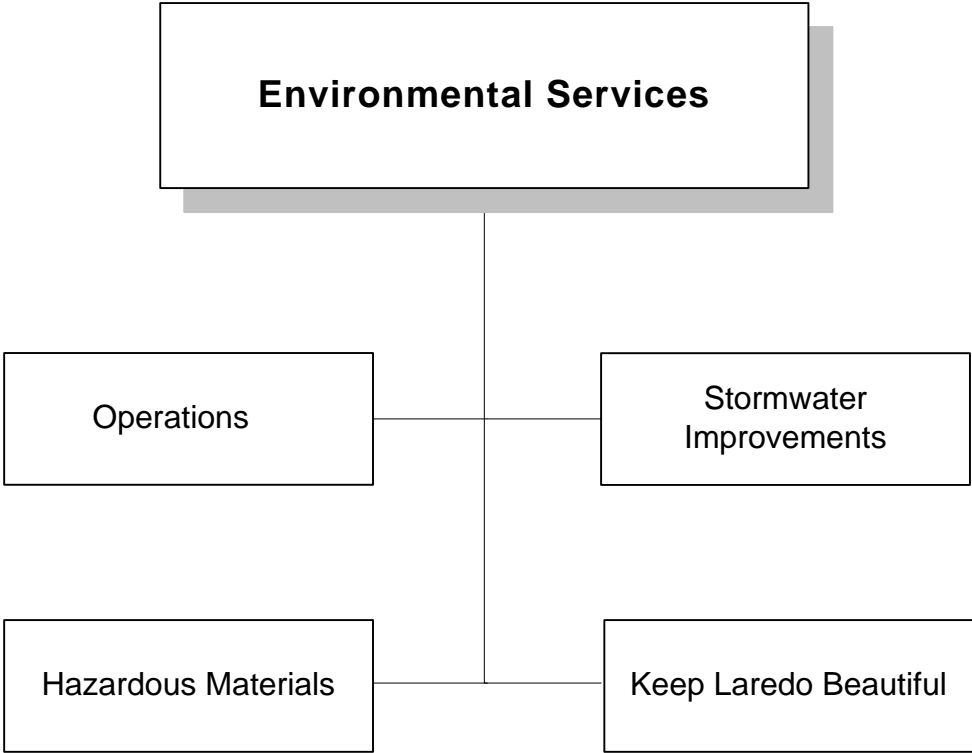 Environmental Services
Operations
Stormwater
Improvements
Hazardous Materials
Keep Laredo Beautiful